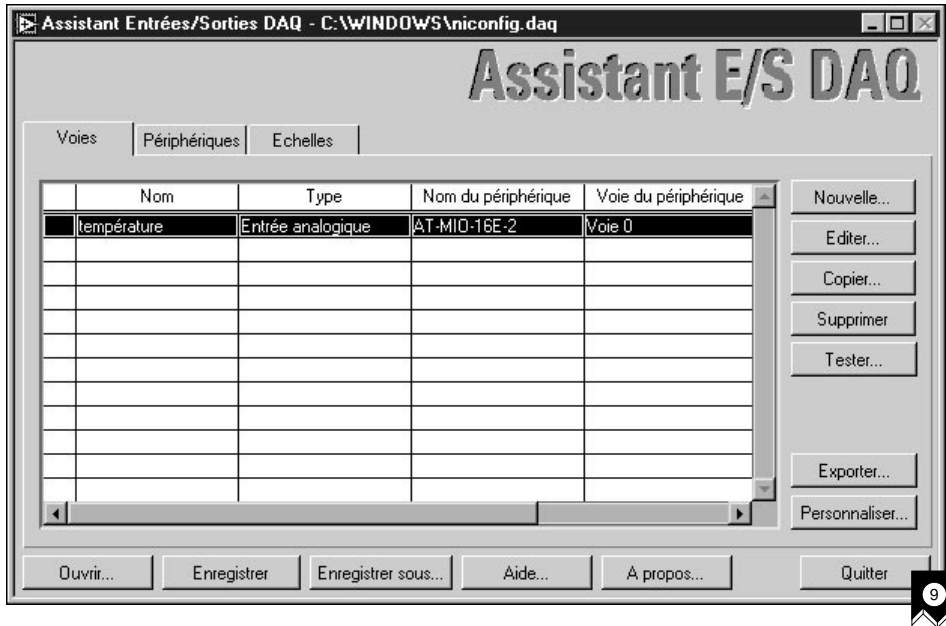 Assistant Entrées/Sorties DAQ - C:\WINDOWS\niconfig.daq
Assistant E/S DAQ
Voies Périphériques Echelles
Nom Type Nom du périphérique Voie du périphérique
température Entrée analogique AT-MIO-16E-2 Voie 0
Nouvelle...
Editer...
Copier...
Supprimer
Tester...
Exporter...
Personnaliser...
Ouvrir... Enregistrer Enregistrer sous... Aide... A propos... Quitter
9